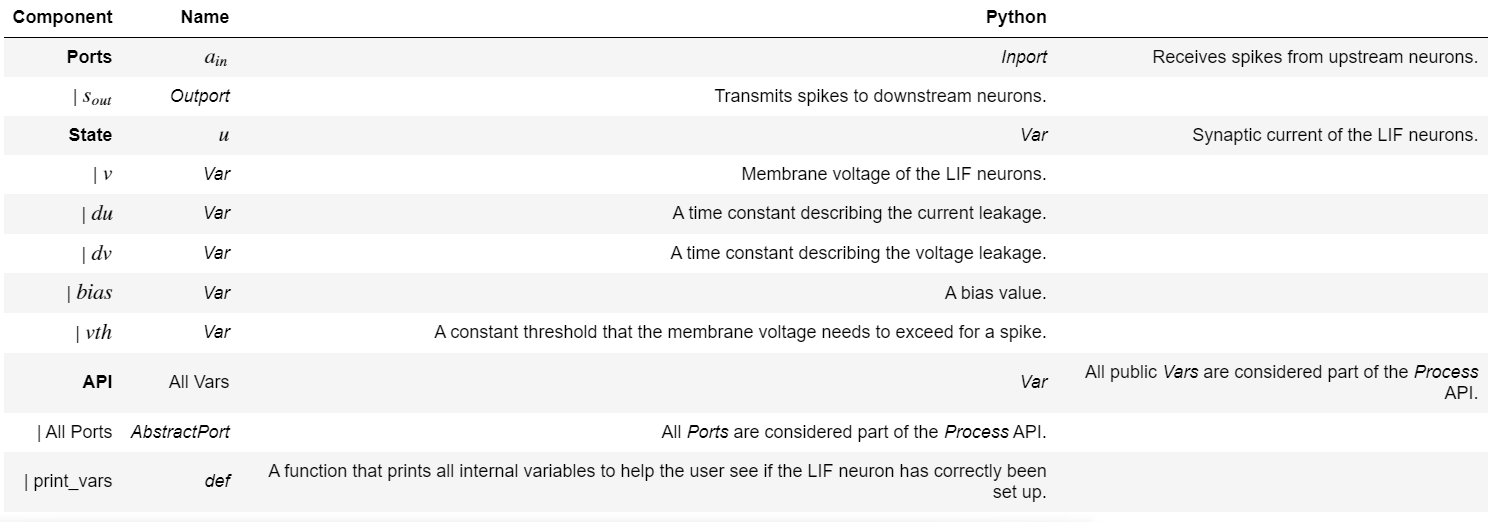 Component Name Python
Ports a_in Inport Receives spikes from upstream neurons.
| s_out Outport Transmits spikes to downstream neurons.
State u Var Synaptic current of the LIF neurons.
| v Var Membrane voltage of the LIF neurons.
| du Var A time constant describing the current leakage.
| dv Var A time constant describing the voltage leakage.
| bias Var A bias value.
| vth Var A constant threshold that the membrane voltage needs to exceed for a spike.
API All Vars Var All public Vars are considered part of the Process
API.
| All Ports AbstractPort All Ports are considered part of the Process API.
| print_vars def A function that prints all internal variables to help the user see if the LIF neuron has correctly been
set up.